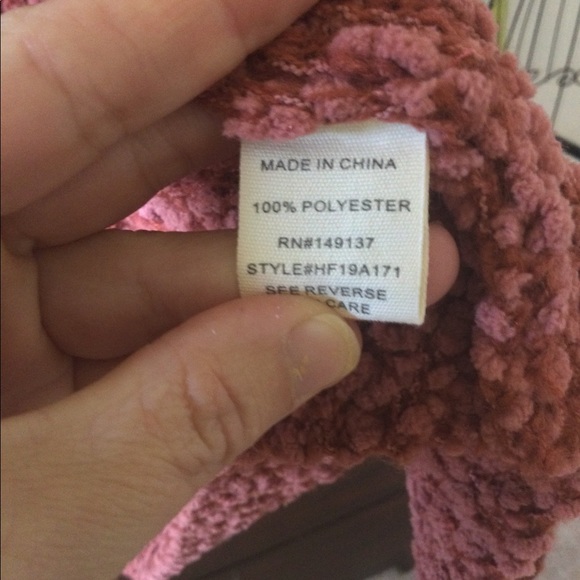 MADE IN CHINA
100% POLYESTER
RN#149137
STYLE#HF19A171
SEE REVERSE
CARE